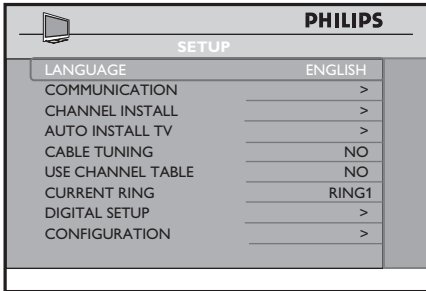 PHILIPS
SETUP
LANGUAGE ENGLISH
COMMUNICATION >
CHANNEL INSTALL >
AUTO INSTALL TV >
CABLE TUNING NO
USE CHANNEL TABLE NO
CURRENT RING RING1
DIGITAL SETUP >
CONFIGURATION >